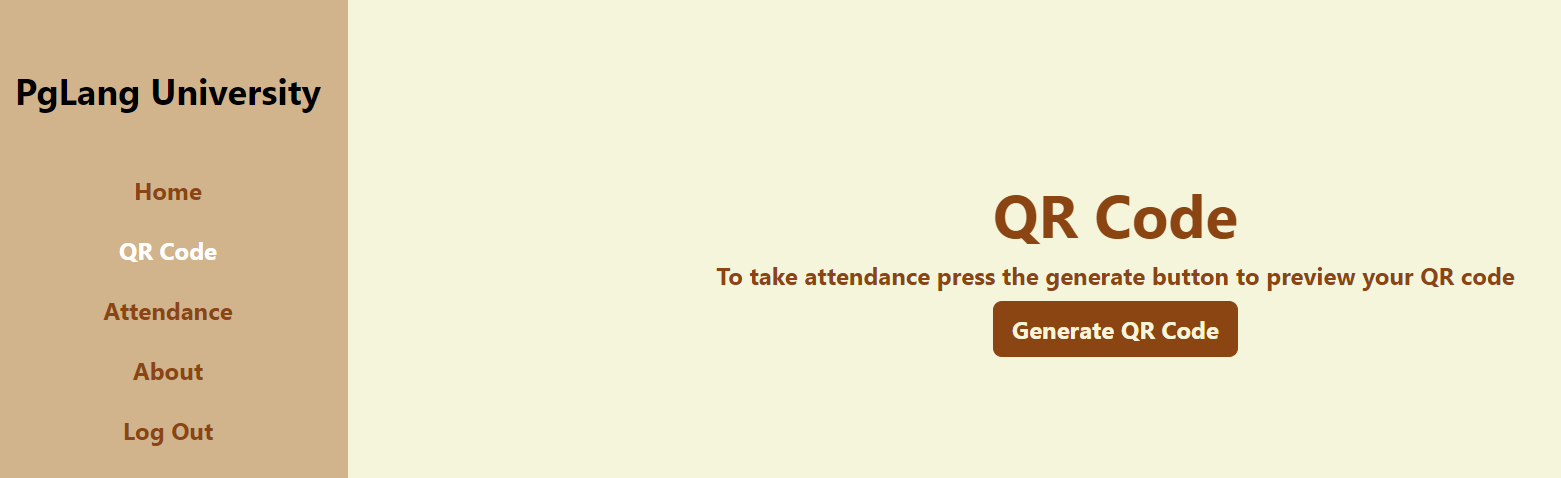 PgLang University
Home
QR Code
Attendance
About
Log Out
QR Code
To take attendance press the generate button to preview your QR code
Generate QR Code